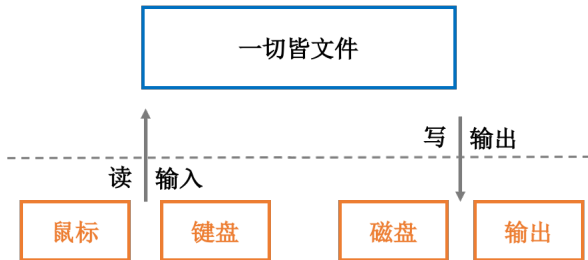 一切皆文件
写 输出
读 输入
鼠标 键盘 磁盘 输出